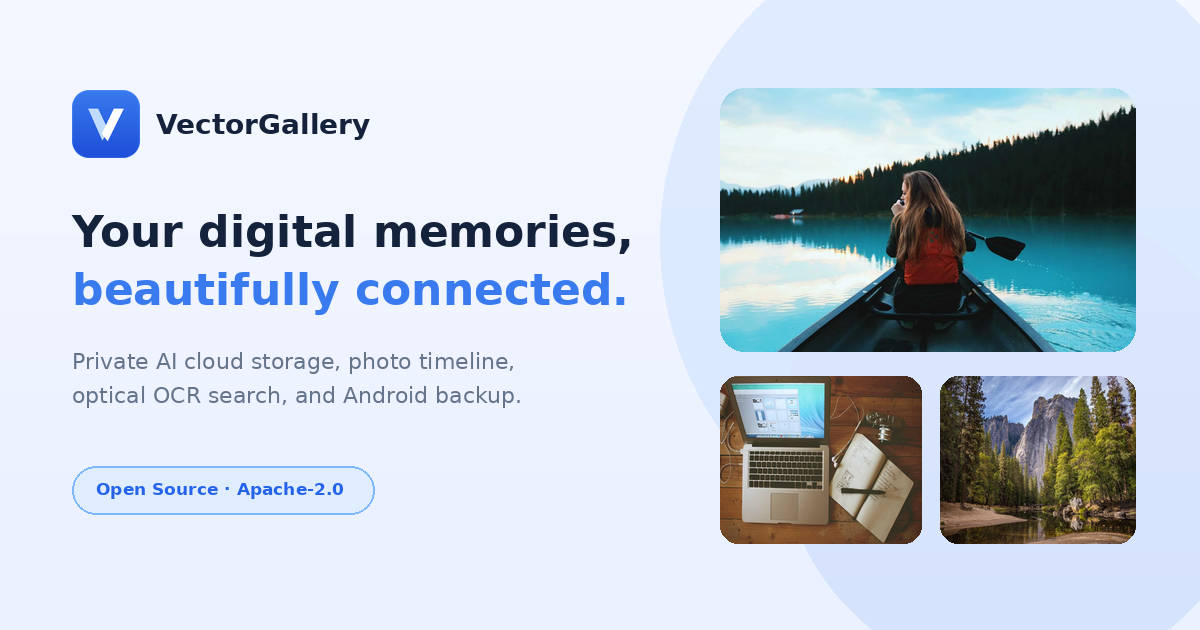 VectorGallery
Your digital memories,
beautifully connected.
Private AI cloud storage, photo timeline,
optical OCR search, and Android backup.
Open Source · Apache-2.0